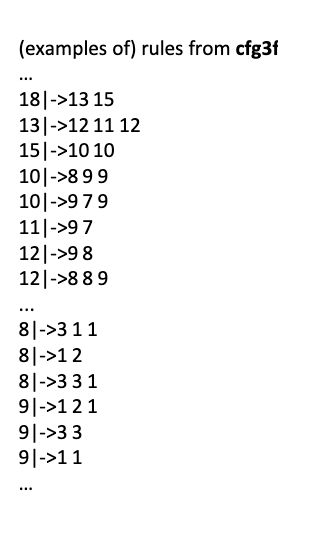 (examples of) rules from cfg3f
...
18|->13 15
13|->12 11 12
15|->10 10
10|->8 9 9
10|->9 7 9
11|->9 7
12|->9 8
12|->8 8 9
...
8|->3 1 1
8|->1 2
8|->3 3 1
9|->1 2 1
9|->3 3
9|->1 1
...